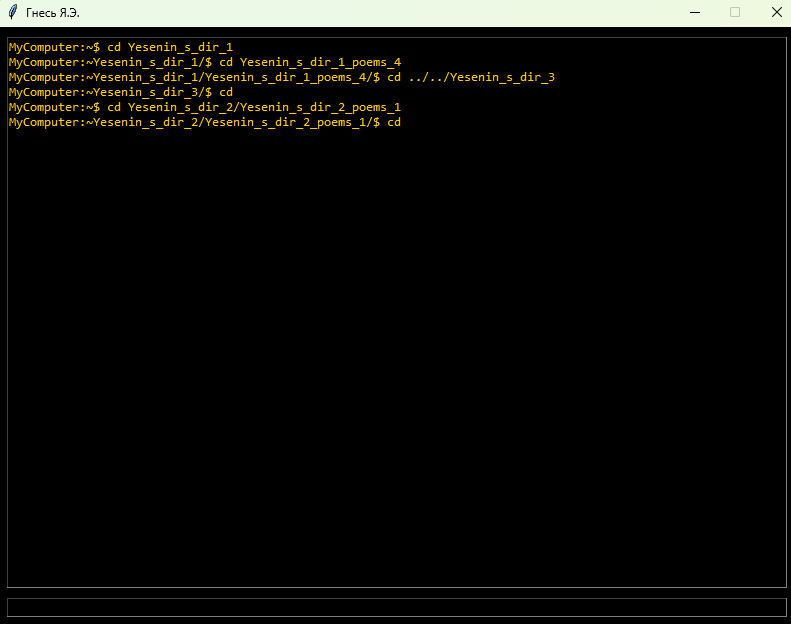 Гнесь Я.Э.
MyComputer:~$ cd Yesenin_s_dir_1
MyComputer:~Yesenin_s_dir_1/$ cd Yesenin_s_dir_1_poems_4
MyComputer:~Yesenin_s_dir_1/Yesenin_s_dir_1_poems_4/$ cd ../../Yesenin_s_dir_3
MyComputer:~Yesenin_s_dir_3/$ cd
MyComputer:~$ cd Yesenin_s_dir_2/Yesenin_s_dir_2_poems_1
MyComputer:~Yesenin_s_dir_2/Yesenin_s_dir_2_poems_1/$ cd